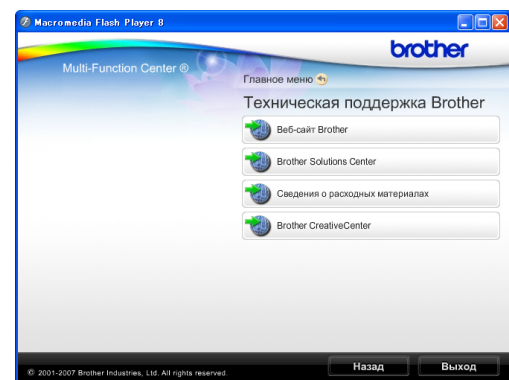 Macromedia Flash Player 8
brother
Multi-Function Center ®
Главное меню
Техническая поддержка Brother
Веб-сайт Brother
Brother Solutions Center
Сведения о расходных материалах
Brother CreativeCenter
Назад
Выход
© 2001-2007 Brother Industries, Ltd. All rights reserved.